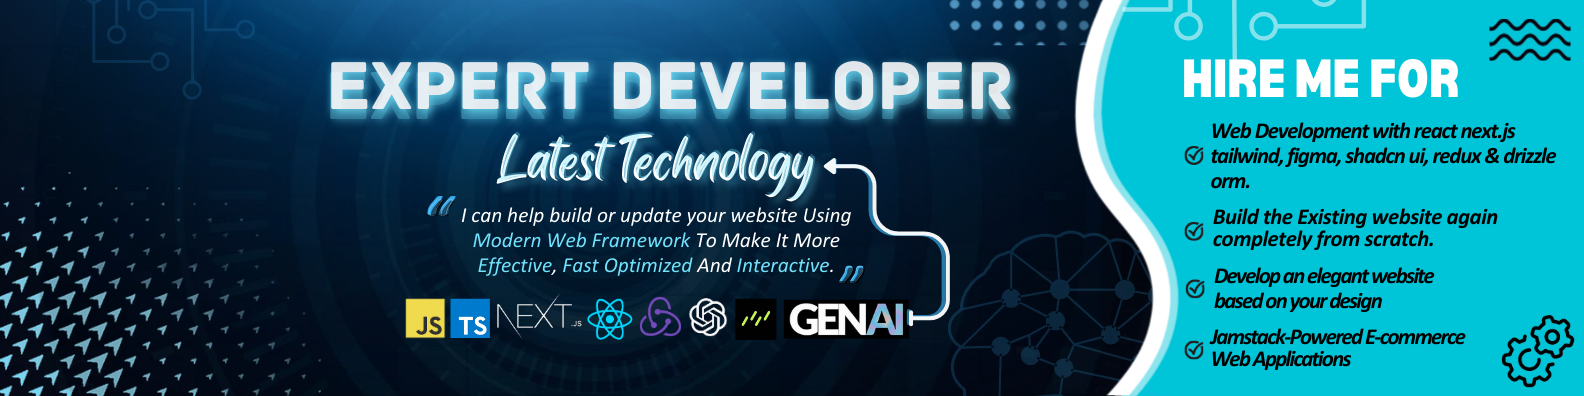 EXPERT DEVELOPER
Latest Technology
“ I can help build or update your website Using
Modern Web Framework To Make It More
Effective, Fast Optimized And Interactive. ”
JS TS NEXT.JS GENAI
HIRE ME FOR
Web Development with react next.js
tailwind, figma, shadcn ui, redux & drizzle
orm.
Build the Existing website again
completely from scratch.
Develop an elegant website
based on your design
Jamstack-Powered E-commerce
Web Applications